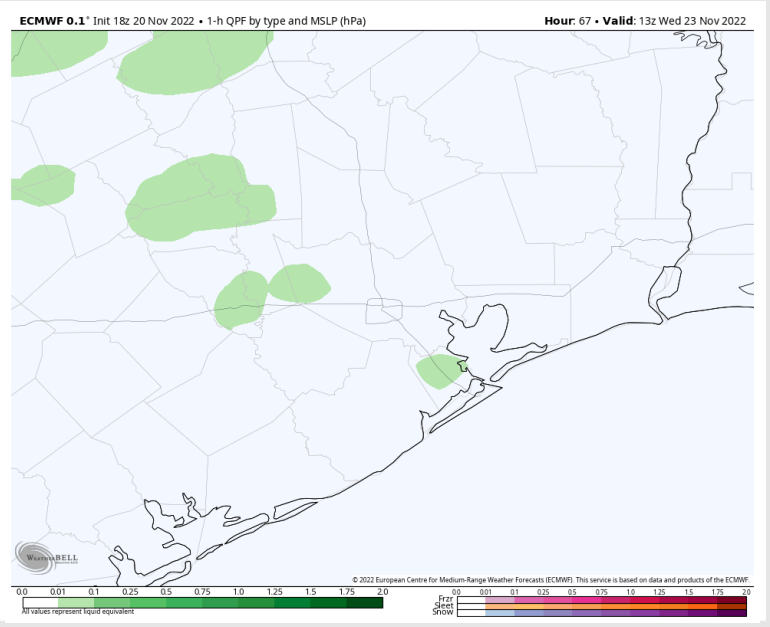 ECMWF 0.1° Init 18z 20 Nov 2022 • 1-h QPF by type and MSLP (hPa)
Hour: 67 • Valid: 13z Wed 23 Nov 2022
WEATHERBELL
© 2022 European Centre for Medium-Range Weather Forecasts (ECMWF). This service is based on data and products of the ECMWF.
0.0 0.01 0.1 0.25 0.5 0.75 1.0 1.25 1.5 1.75 2.0
All values represent liquid equivalent
0.0 0.01 0.1 0.25 0.5 0.75 1.0 1.25 1.5 1.75 2.0
Frzr
Sleet
Snow